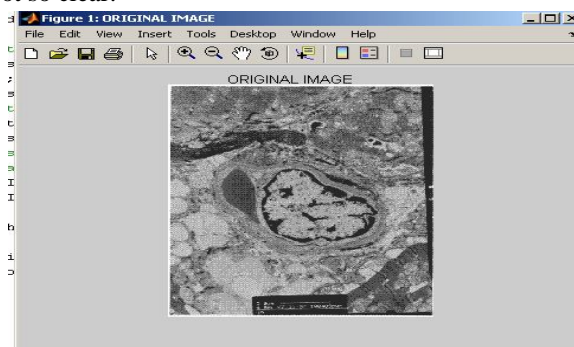 Figure 1: ORIGINAL IMAGE
File Edit View Insert Tools Desktop Window Help
ORIGINAL IMAGE